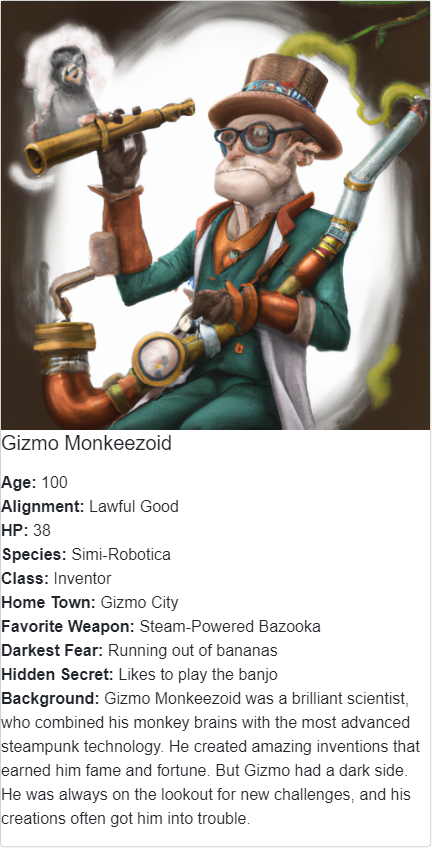 Gizmo Monkeezoid
Age: 100
Alignment: Lawful Good
HP: 38
Species: Simi-Robotica
Class: Inventor
Home Town: Gizmo City
Favorite Weapon: Steam-Powered Bazooka
Darkest Fear: Running out of bananas
Hidden Secret: Likes to play the banjo
Background: Gizmo Monkeezoid was a brilliant scientist,
who combined his monkey brains with the most advanced
steampunk technology. He created amazing inventions that
earned him fame and fortune. But Gizmo had a dark side.
He was always on the lookout for new challenges, and his
creations often got him into trouble.